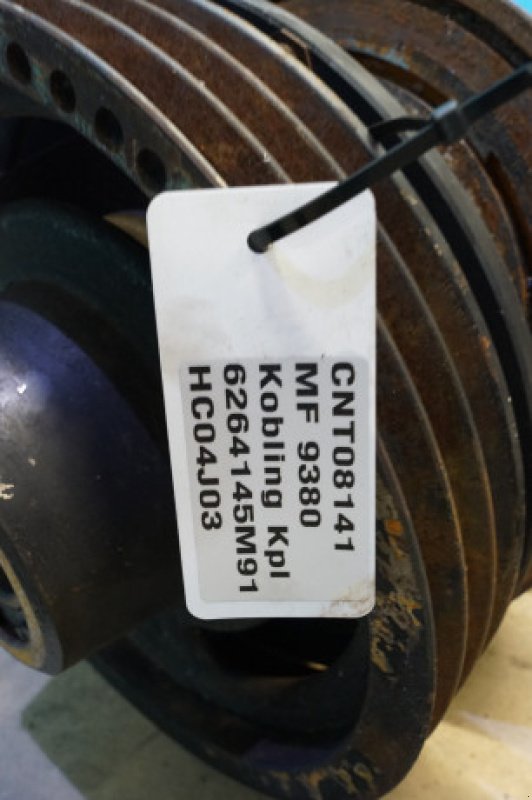 CNT08141
MF 9380
Kobling Kpl
6264145M91
HC04J03